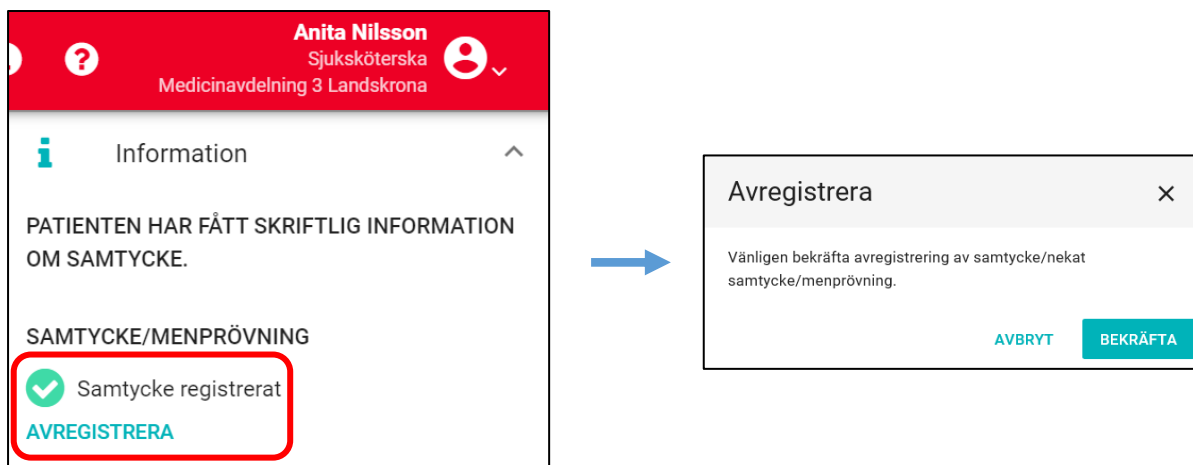 Anita Nilsson
Sjuksköterska
Medicinavdelning 3 Landskrona
Information
PATIENTEN HAR FÅTT SKRIFTLIG INFORMATION
OM SAMTYCKE.
SAMTYCKE/MENPRÖVNING
Samtycke registrerat
AVREGISTRERA
Avregistrera
Vänligen bekräfta avregistrering av samtycke/nekat
samtycke/menprövning.
AVBRYT BEKRÄFTA